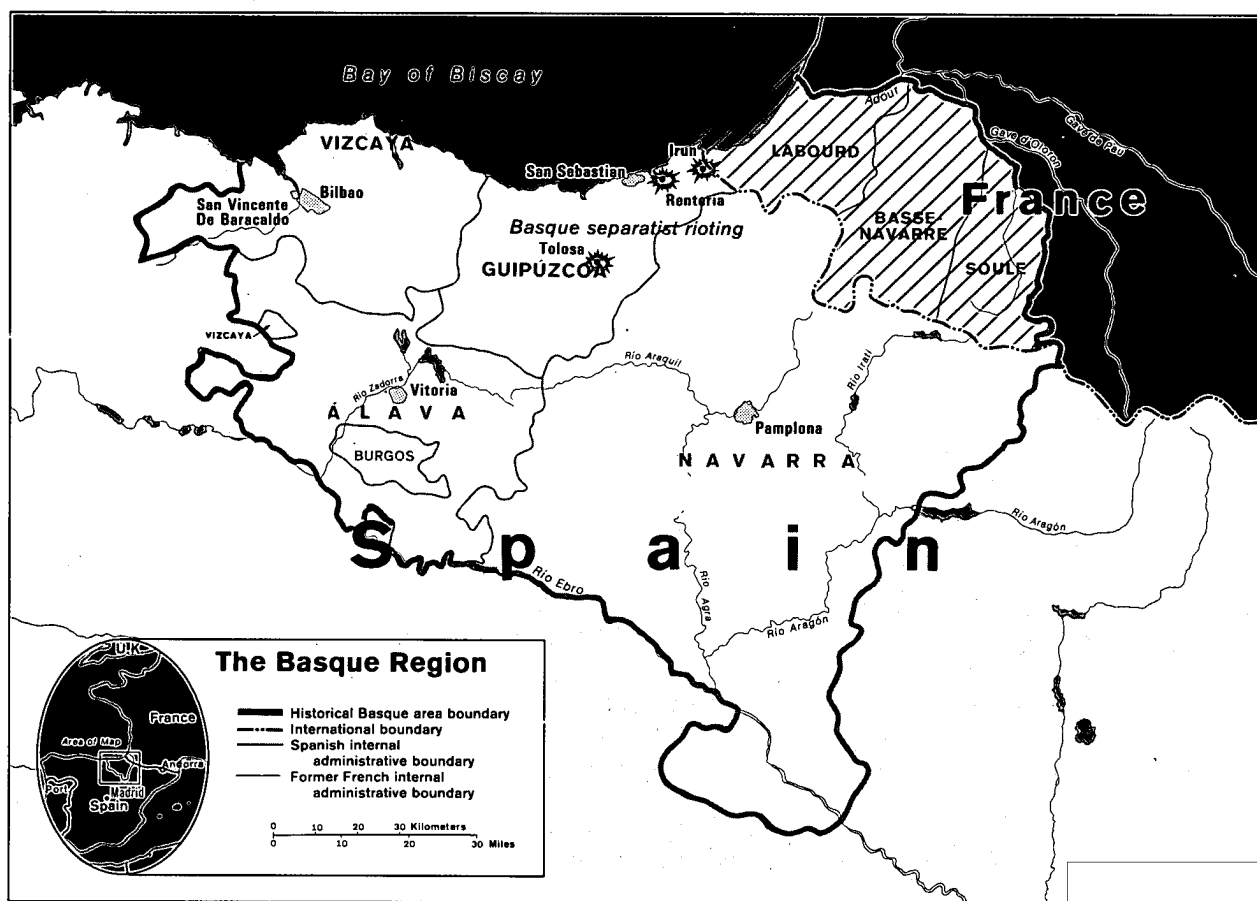 Bay of Biscay
VIZCAYA
San Vincente
De Baracaldo
Bilbao
San Sebastian
Irun
Renteria
Basque separatist rioting
Tolosa
GUIPÚZCOA
LABOURD
BASSE-
NAVARRE
SOULE
France
Adour
Gave d'Oloron
Gave de Pau
VIZCAYA
Río Zadorra
Vitoria
ÁLAVA
BURGOS
Río Araquil
Río Irati
Pamplona
NAVARRA
Spain
Río Ebro
Río Agra
Río Aragón
Río Aragón
The Basque Region
Historical Basque area boundary
International boundary
Spanish internal
administrative boundary
Former French internal
administrative boundary
0 10 20 30 Kilometers
0 10 20 30 Miles
U.K.
France
Area of Map
Andorra
Port.
Madrid
Spain